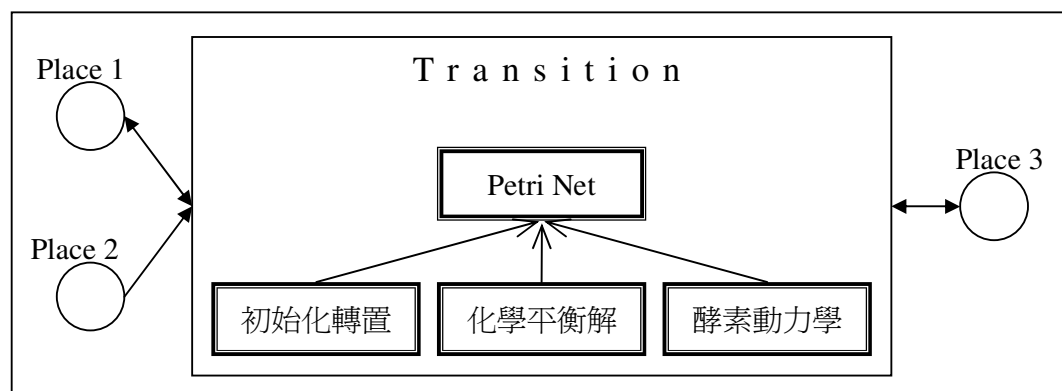 Transition
Place 1
Petri Net
Place 3
Place 2
初始化轉置
化學平衡解
酵素動力學